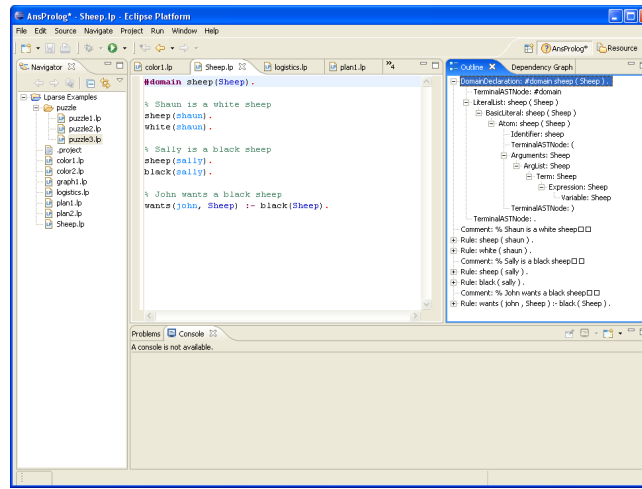 AnsProlog* - Sheep.lp - Eclipse Platform
File Edit Source Navigate Project Run Window Help
AnsProlog*
Resource
Navigator
Lparse Examples
puzzle
puzzle1.lp
puzzle2.lp
puzzle3.lp
.project
color1.lp
color2.lp
graph1.lp
logistics.lp
plan1.lp
plan2.lp
Sheep.lp
color1.lp Sheep.lp logistics.lp plan1.lp »4
#domain sheep(Sheep).
% Shaun is a white sheep
sheep(shaun).
white(shaun).
% Sally is a black sheep
sheep(sally).
black(sally).
% John wants a black sheep
wants(john, Sheep) :- black(Sheep).
Outline Dependency Graph
DomainDeclaration: #domain sheep ( Sheep ) .
TerminalASTNode: #domain
LiteralList: sheep ( Sheep )
BasicLiteral: sheep ( Sheep )
Atom: sheep ( Sheep )
Identifier: sheep
TerminalASTNode: (
Arguments: Sheep
ArgList: Sheep
Term: Sheep
Expression: Sheep
Variable: Sheep
TerminalASTNode: )
TerminalASTNode: .
Comment: % Shaun is a white sheep□□
Rule: sheep ( shaun ) .
Rule: white ( shaun ) .
Comment: % Sally is a black sheep□□
Rule: sheep ( sally ) .
Rule: black ( sally ) .
Comment: % John wants a black sheep□□
Rule: wants ( john , Sheep ) :- black ( Sheep ) .
Problems Console
A console is not available.